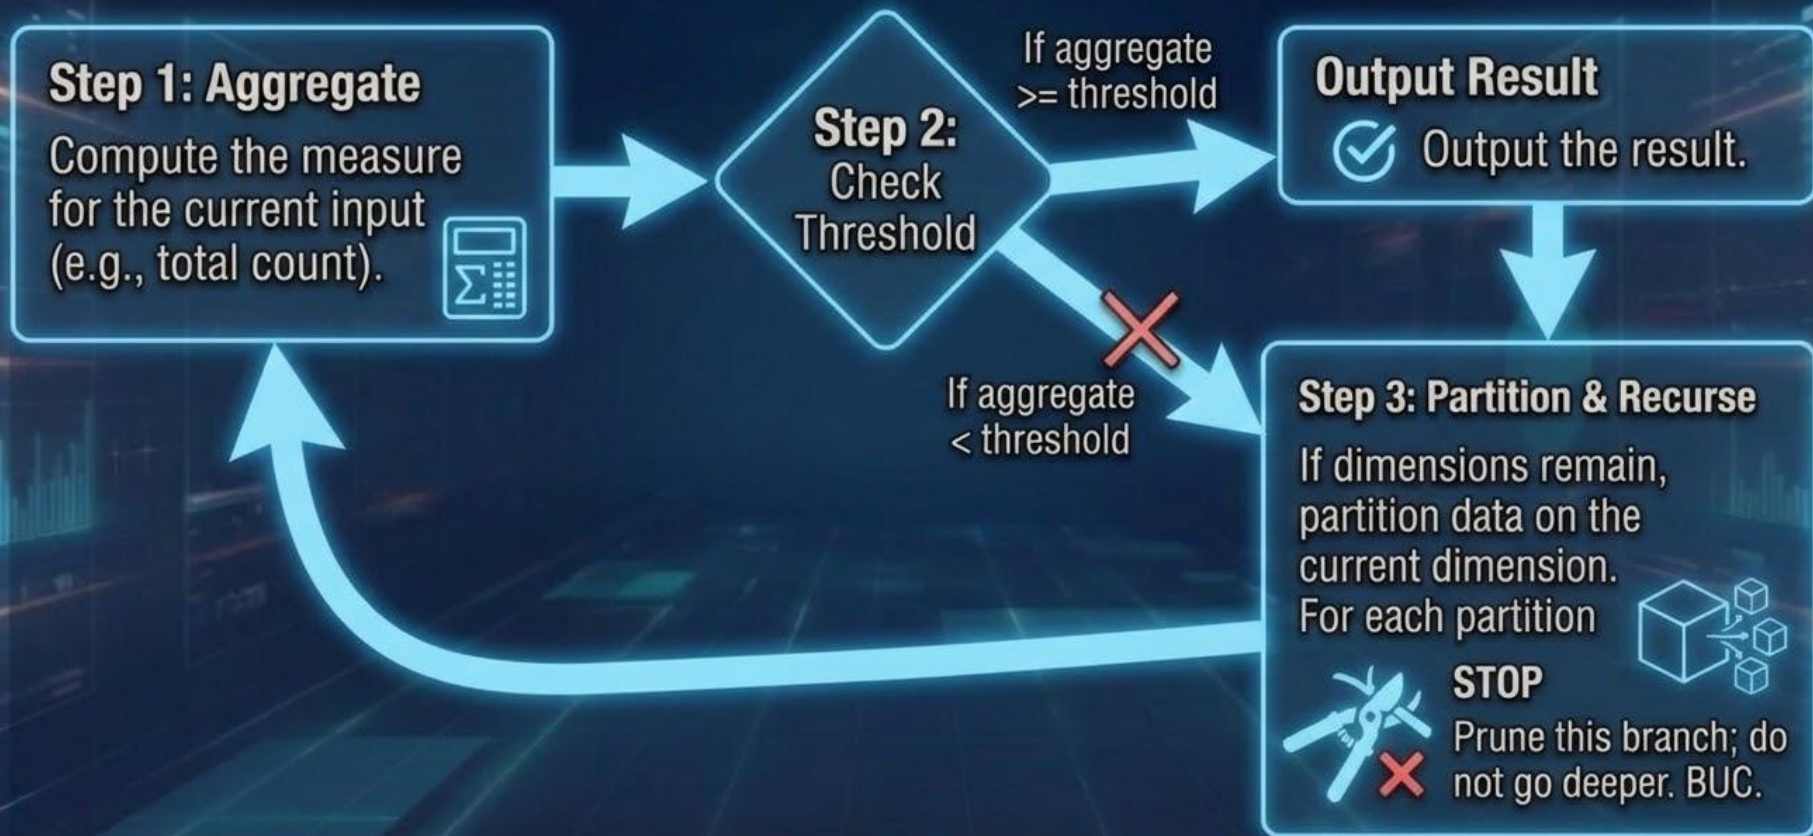 Step 1: Aggregate
Compute the measure
for the current input
(e.g., total count).
Σ
Step 2:
Check
Threshold
If aggregate
>= threshold
Output Result
Output the result.
If aggregate
< threshold
Step 3: Partition & Recurse
If dimensions remain,
partition data on the
current dimension.
For each partition
STOP
Prune this branch; do
not go deeper. BUC.